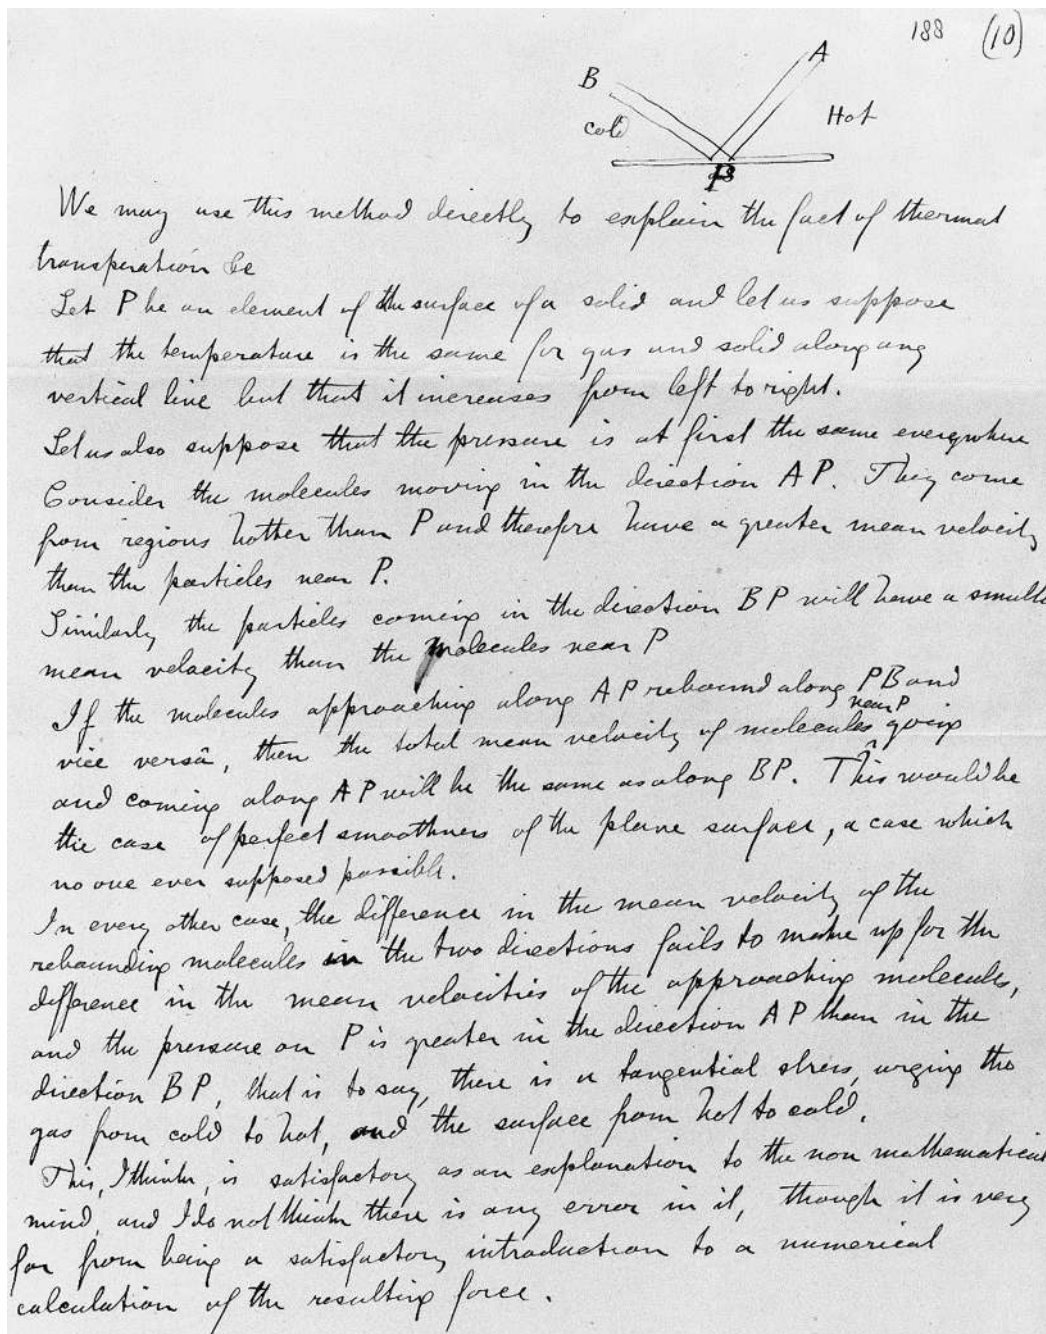 188 (10)
A
B
Hot
Cold
P
We may use this method directly to explain the fact of thermal
transpiration &c
Let P be an element of the surface of a solid and let us suppose
that the temperature is the same for gas and solid along any
vertical line but that it increases from left to right.
Let us also suppose that the pressure is at first the same everywhere
Consider the molecules moving in the direction AP. They come
from regions hotter than P and therefore have a greater mean velocity
than the particles near P.
Similarly the particles coming in the direction BP will have a smalle
mean velocity than the molecules near P
If the molecules approaching along AP rebound along PB and
near P
vice versâ, then the total mean velocity of molecules ^ going
and coming along AP will be the same as along BP. This would be
the case of perfect smoothness of the plane surface, a case which
no one ever supposed possible.
In every other case, the difference in the mean velocity of the
rebounding molecules in the two directions fails to make up for the
difference in the mean velocities of the approaching molecules,
and the pressure on P is greater in the direction AP than in the
direction BP, that is to say, there is a tangential stress, urging the
gas from cold to hot, and the surface from hot to cold.
This, I think, is satisfactory as an explanation to the non mathematical
mind, and I do not think there is any error in it, though it is very
far from being a satisfactory introduction to a numerical
calculation of the resulting force.